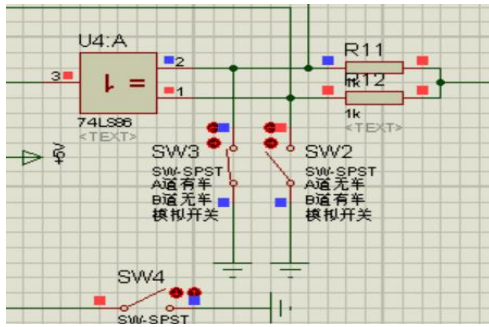 U4:A
R11
3
2
1k
R12
1
= 1
74LS86
<TEXT>
1k
<TEXT>
+5V
SW3
SW2
SW-SPST
SW-SPST
A道有车
A道无车
B道无车
B道有车
模拟开关
模拟开关
SW4
SW-SPST